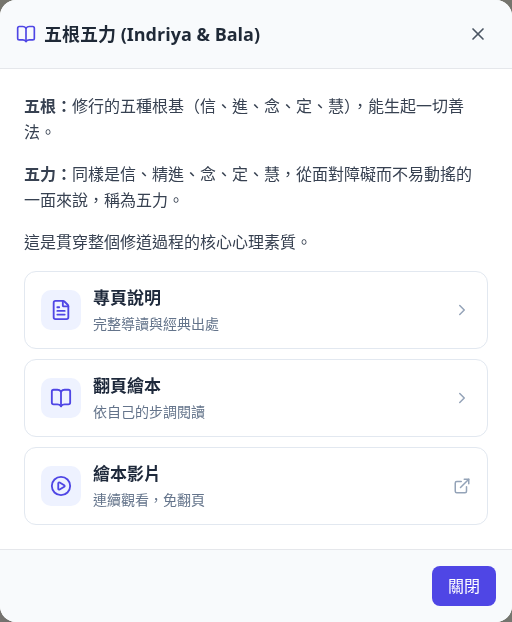 五根五力 (Indriya & Bala)
五根：修行的五種根基（信、進、念、定、慧），能生起一切善
法。
五力：同樣是信、精進、念、定、慧，從面對障礙而不易動搖的
一面來說，稱為五力。
這是貫穿整個修道過程的核心心理素質。
專頁說明
完整導讀與經典出處
翻頁繪本
依自己的步調閱讀
繪本影片
連續觀看，免翻頁
關閉